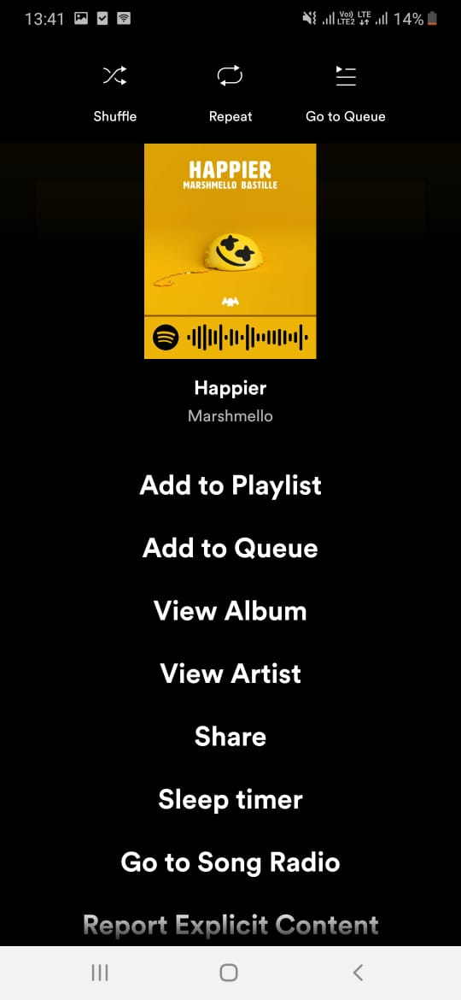 13:41
Vo) LTE
LTE2
14%
Shuffle
Repeat
Go to Queue
HAPPIER
MARSHMELLO BASTILLE
Happier
Marshmello
Add to Playlist
Add to Queue
View Album
View Artist
Share
Sleep timer
Go to Song Radio
Report Explicit Content